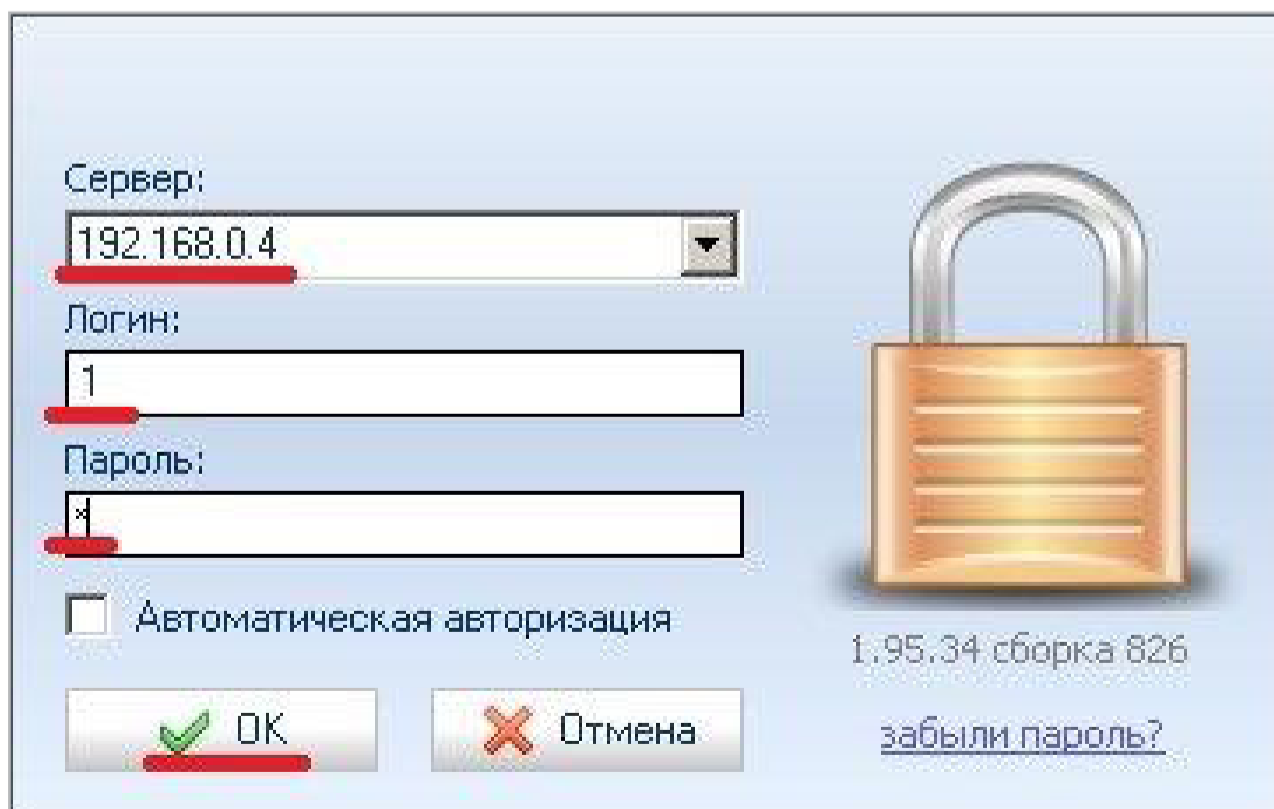 Сервер:
192.168.0.4
Логин:
1
Пароль:
*
Автоматическая авторизация
1.95.34 сборка 826
OK
Отмена
забыли пароль?